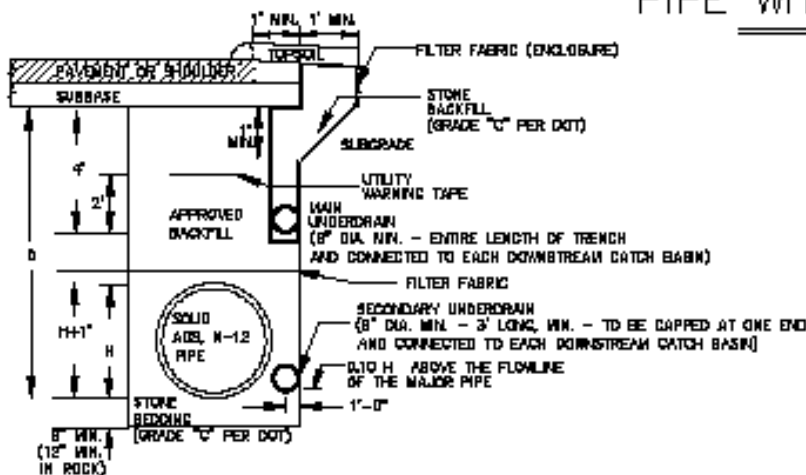 PIPE
1" MIN. 1' MIN.
TOPSOIL
FILTER FABRIC (ENCLOSURE)
PAVEMENT OR SHOULDER
SUBBASE
STONE
BACKFILL
(GRADE "C" PER DOT)
1"
MIN.
SUBGRADE
4'
UTILITY
WARNING TAPE
2'
APPROVED
BACKFILL
MAIN
UNDERDRAIN
(8" DIA. MIN. - ENTIRE LENGTH OF TRENCH
AND CONNECTED TO EACH DOWNSTREAM CATCH BASIN)
D
FILTER FABRIC
SECONDARY UNDERDRAIN
(8" DIA. MIN. - 3' LONG, MIN. - TO BE CAPPED AT ONE END
AND CONNECTED TO EACH DOWNSTREAM CATCH BASIN)
SOLID
ADS, N-12
PIPE
H+1"
H
0.10 H ABOVE THE FLOWLINE
OF THE MAJOR PIPE
1'-0"
STONE
BEDDING
(GRADE "C" PER DOT)
8" MIN.
(12" MIN.
IN ROCK)